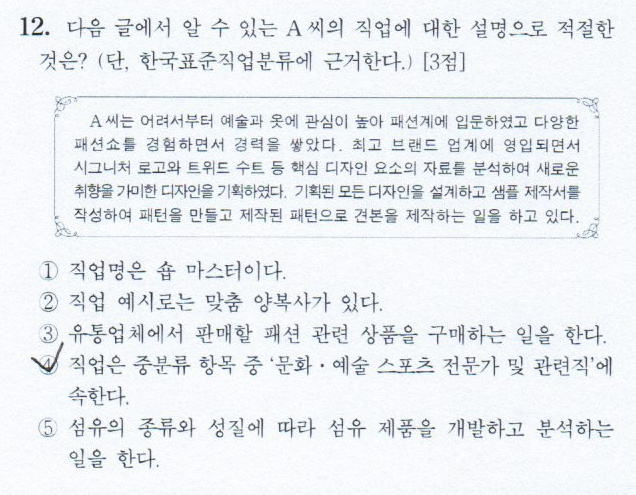 12. 다음 글에서 알 수 있는 A 씨의 직업에 대한 설명으로 적절한
것은? (단, 한국표준직업분류에 근거한다.) [3점]
A 씨는 어려서부터 예술과 옷에 관심이 높아 패션계에 입문하였고 다양한
패션쇼를 경험하면서 경력을 쌓았다. 최고 브랜드 업계에 영입되면서
시그니처 로고와 트위드 수트 등 핵심 디자인 요소의 자료를 분석하여 새로운
취향을 가미한 디자인을 기획하였다. 기획된 모든 디자인을 설계하고 샘플 제작서를
작성하여 패턴을 만들고 제작된 패턴으로 견본을 제작하는 일을 하고 있다.
① 직업명은 숍 마스터이다.
② 직업 예시로는 맞춤 양복사가 있다.
③ 유통업체에서 판매할 패션 관련 상품을 구매하는 일을 한다.
④ 직업은 중분류 항목 중 ‘문화 · 예술 스포츠 전문가 및 관련직’에
속한다.
⑤ 섬유의 종류와 성질에 따라 섬유 제품을 개발하고 분석하는
일을 한다.